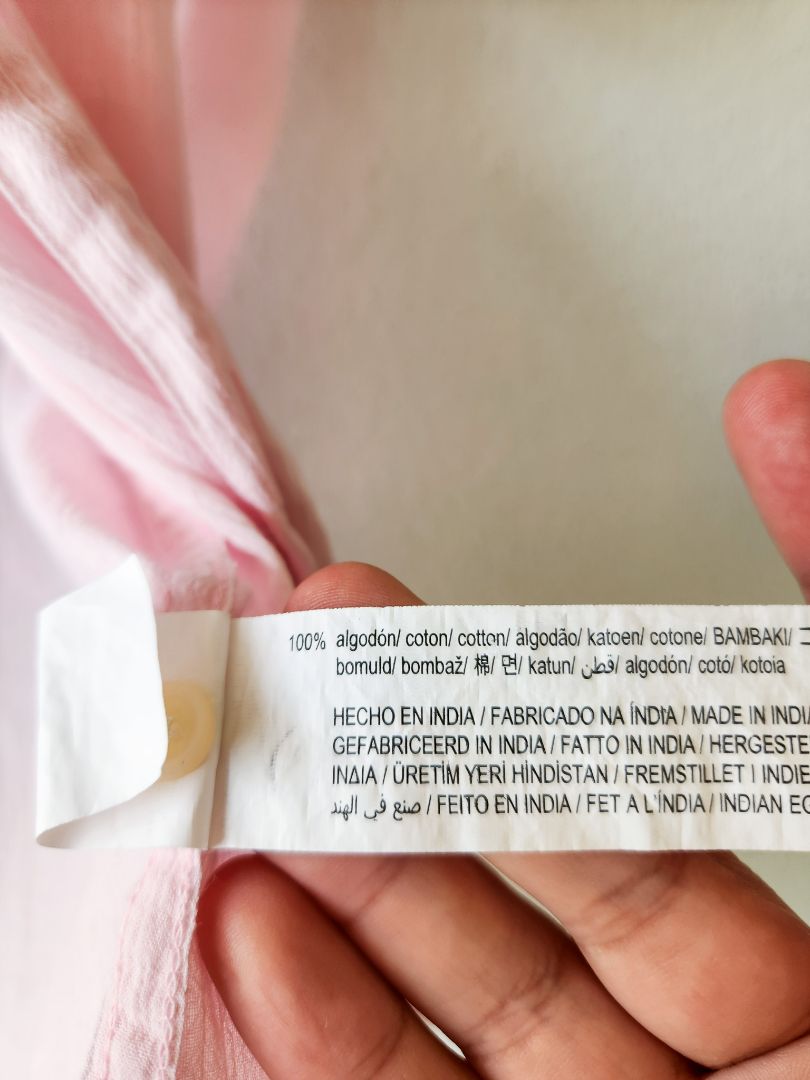 100% algodón/ coton/ cotton/ algodão/ katoen/ cotone/ BAMBAKI/
bomuld/ bombaž/ 棉/ 면/ katun/ قطن/ algodón/ cotó/ kotoia
HECHO EN INDIA / FABRICADO NA ÍNDIA / MADE IN INDIA
GEFABRICEERD IN INDIA / FATTO IN INDIA / HERGESTE
INΔIA / ÜRETİM YERİ HİNDİSTAN / FREMSTILLET I INDIE
صنع في الهند / FEITO EN INDIA / FET A L'ÍNDIA / INDIAN EG